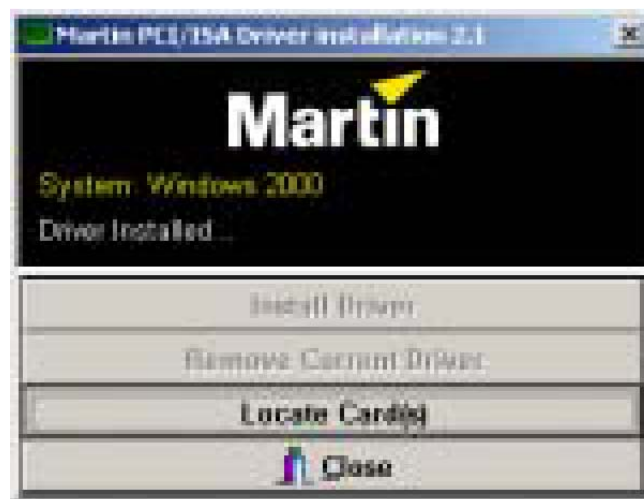 Martin PCI/ISA Driver installation 2.1
Martin
System: Windows 2000
Driver Installed...
Install Driver
Remove Current Driver
Locate Card(s)
Close